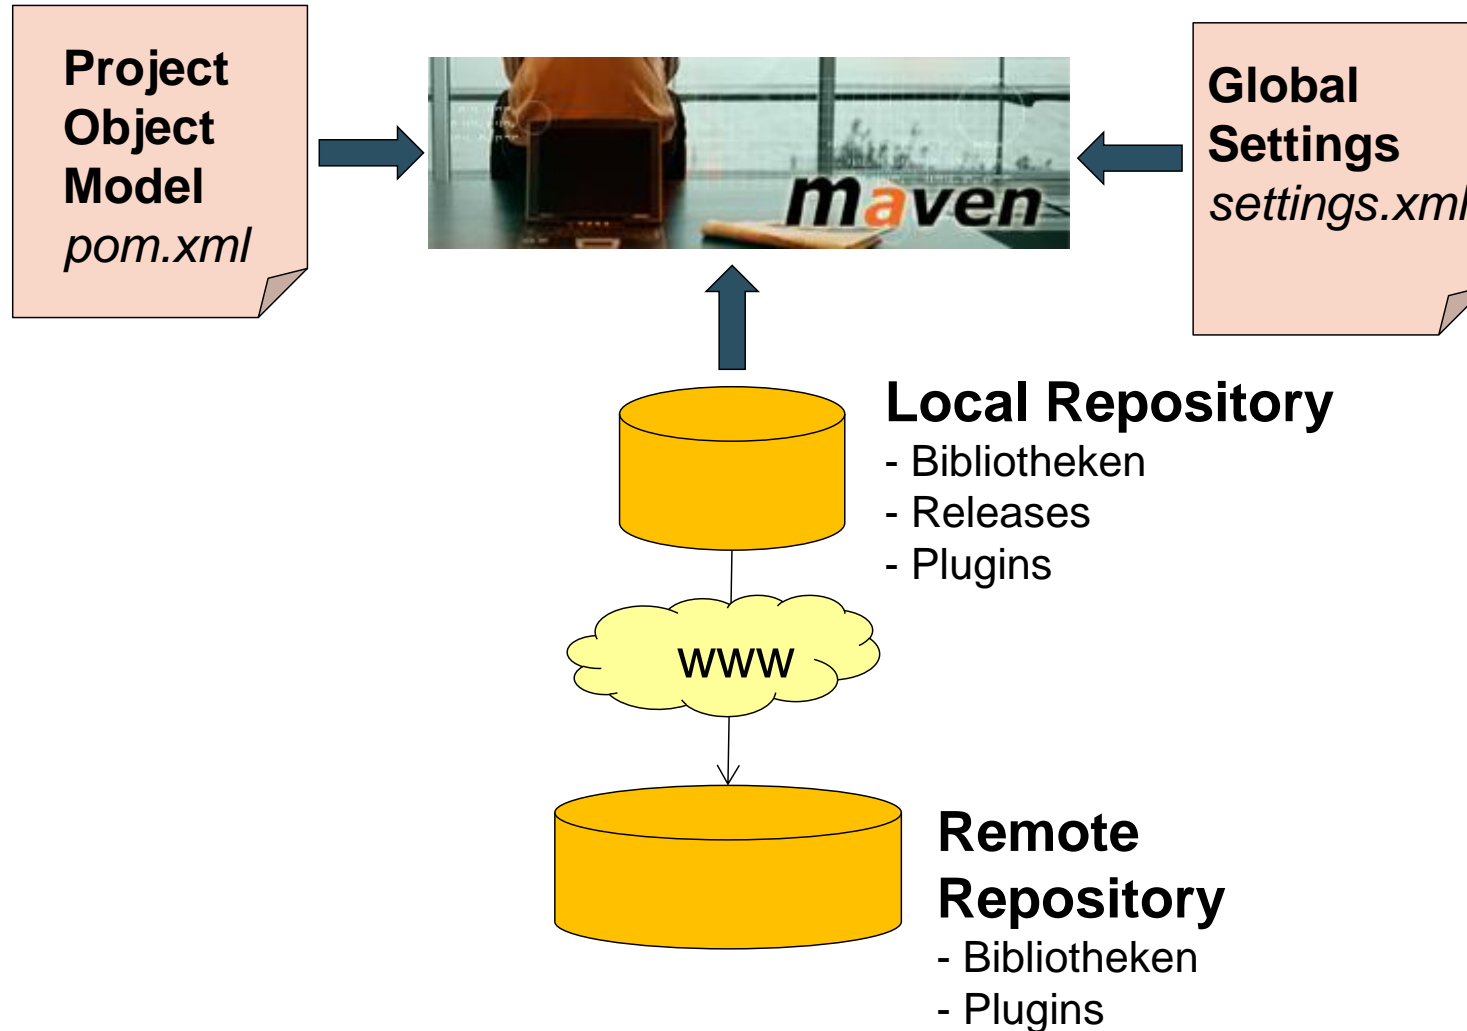 Project
Object
Model
pom.xml
maven
Global
Settings
settings.xml
Local Repository
- Bibliotheken
- Releases
- Plugins
www
Remote
Repository
- Bibliotheken
- Plugins